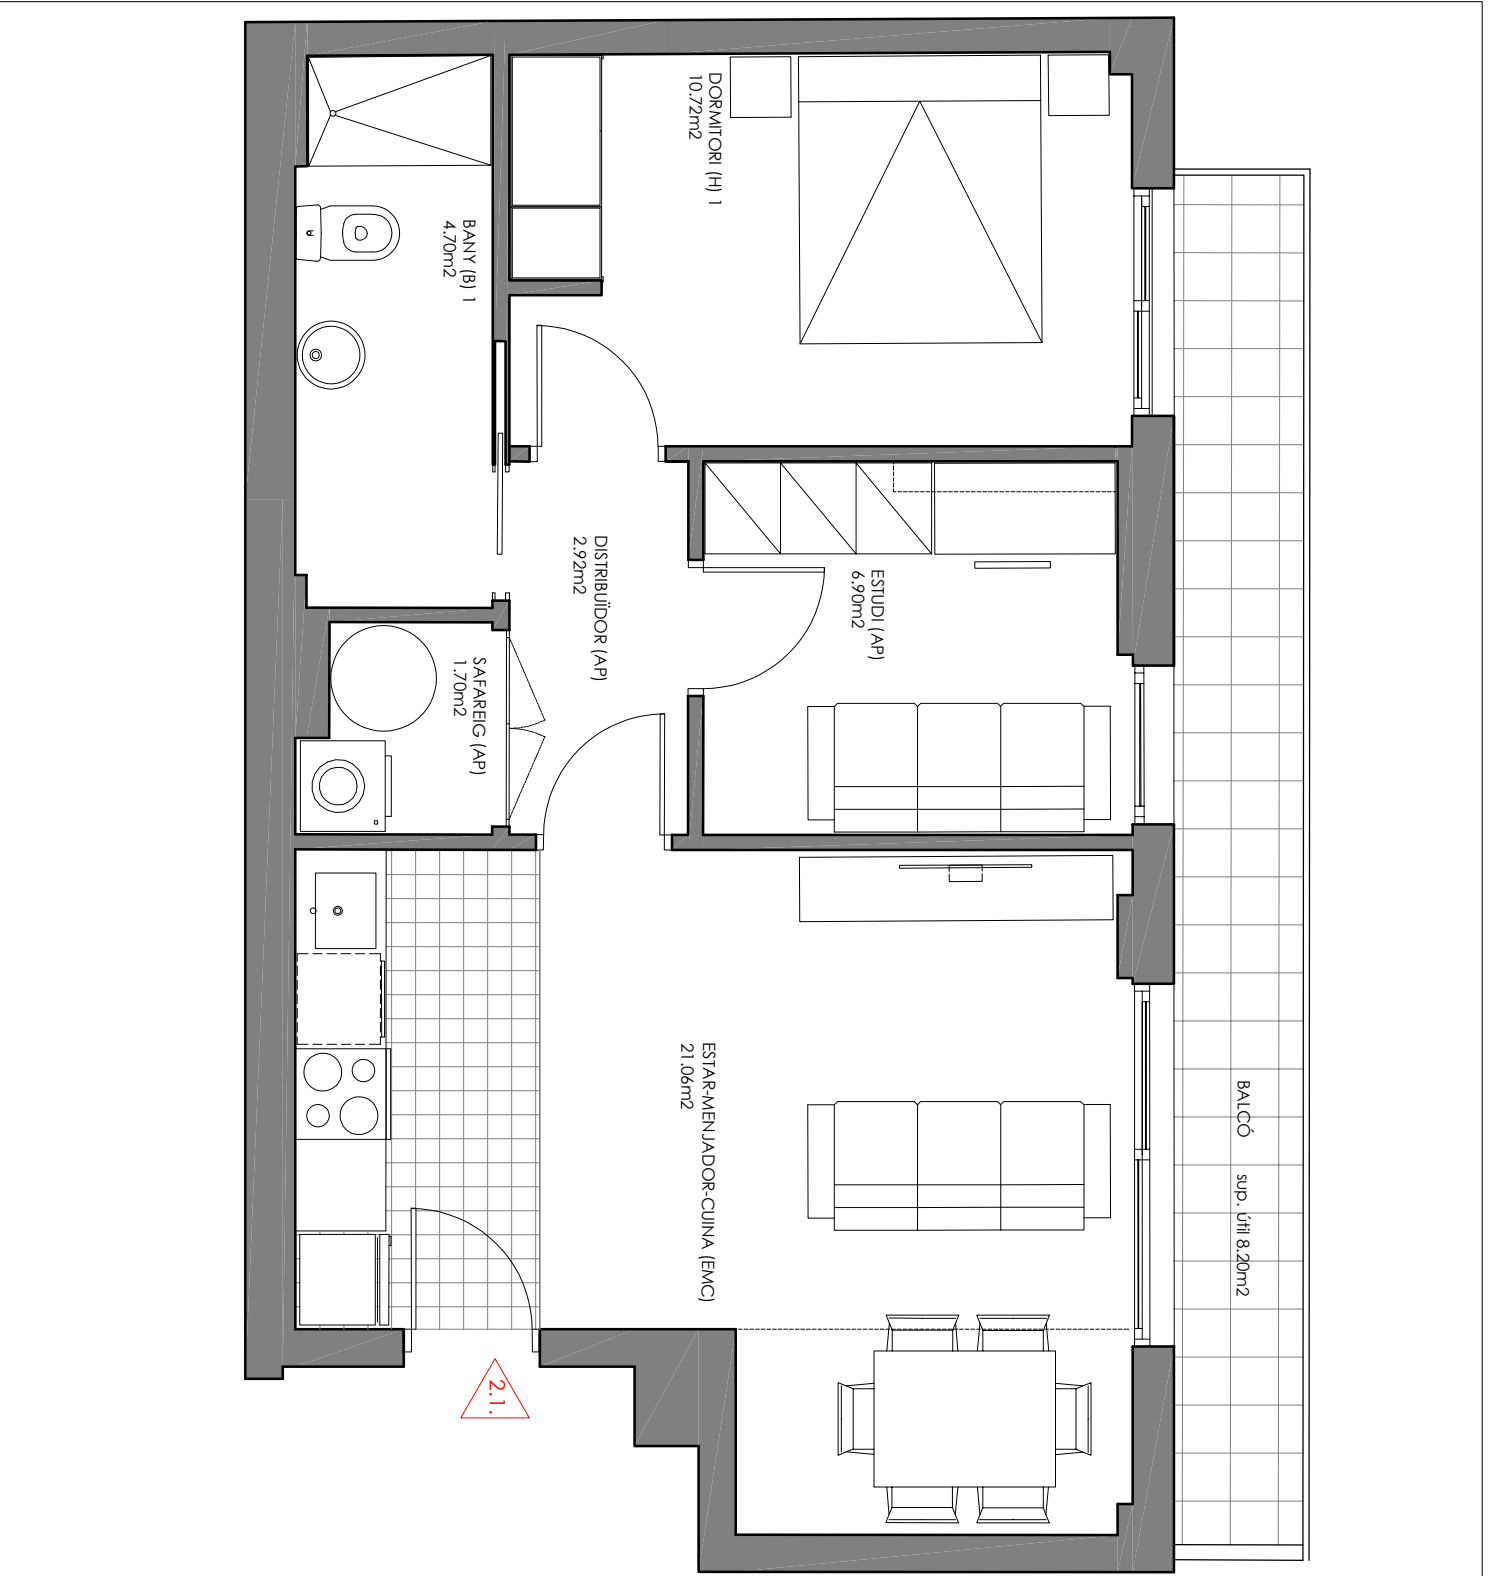 DORMITORI (H) 1
10.72m2
BANY (B) 1
4.70m2
DISTRIBUÏDOR (AP)
2.92m2
ESTUDI (AP)
6.90m2
SAFAREIG (AP)
1.70m2
ESTAR-MENJADOR-CUINA (EMC)
21.06m2
BALCÓ sup. útil 8.20m2
2.1.